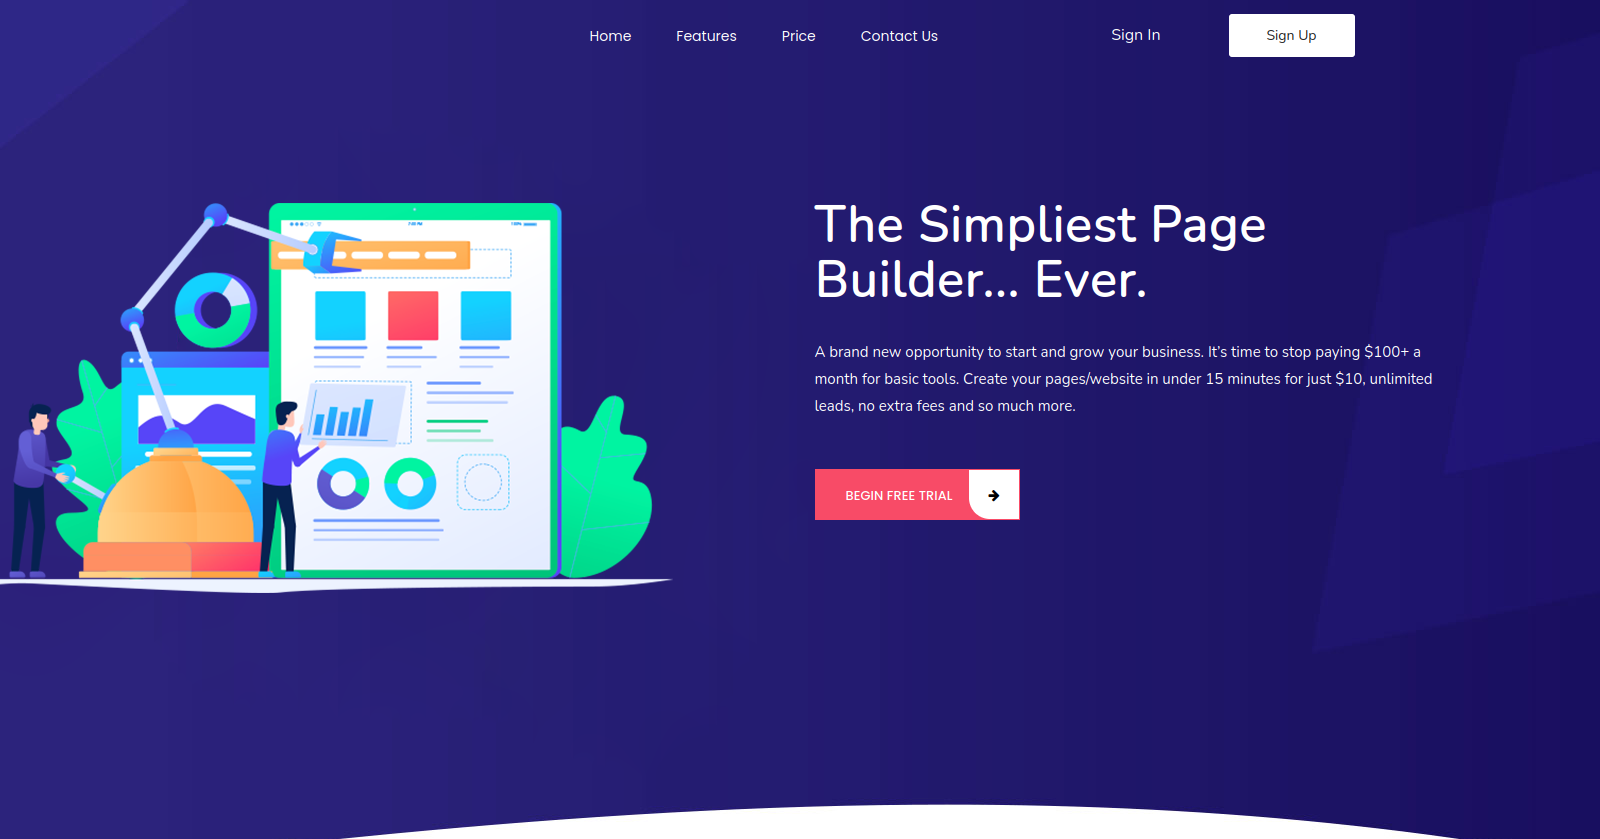 Home Features Price Contact Us Sign In Sign Up
The Simpliest Page
Builder... Ever.
A brand new opportunity to start and grow your business. It's time to stop paying $100+ a
month for basic tools. Create your pages/website in under 15 minutes for just $10, unlimited
leads, no extra fees and so much more.
BEGIN FREE TRIAL